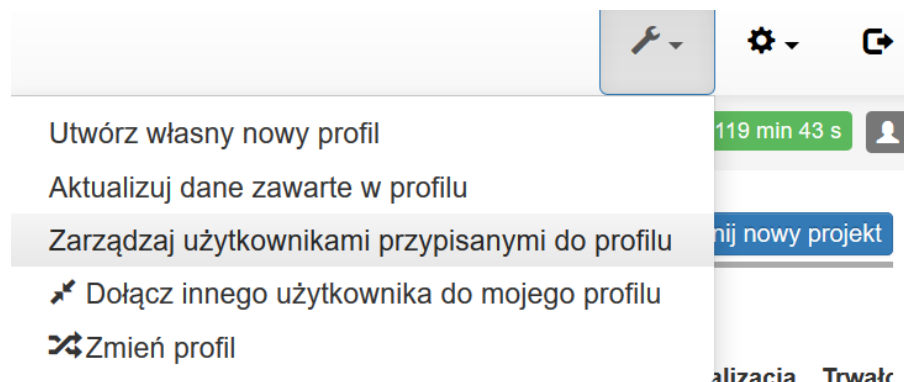 Utwórz własny nowy profil
119 min 43 s
Aktualizuj dane zawarte w profilu
Zarządzaj użytkownikami przypisanymi do profilu
nij nowy projekt
Dołącz innego użytkownika do mojego profilu
Zmień profil